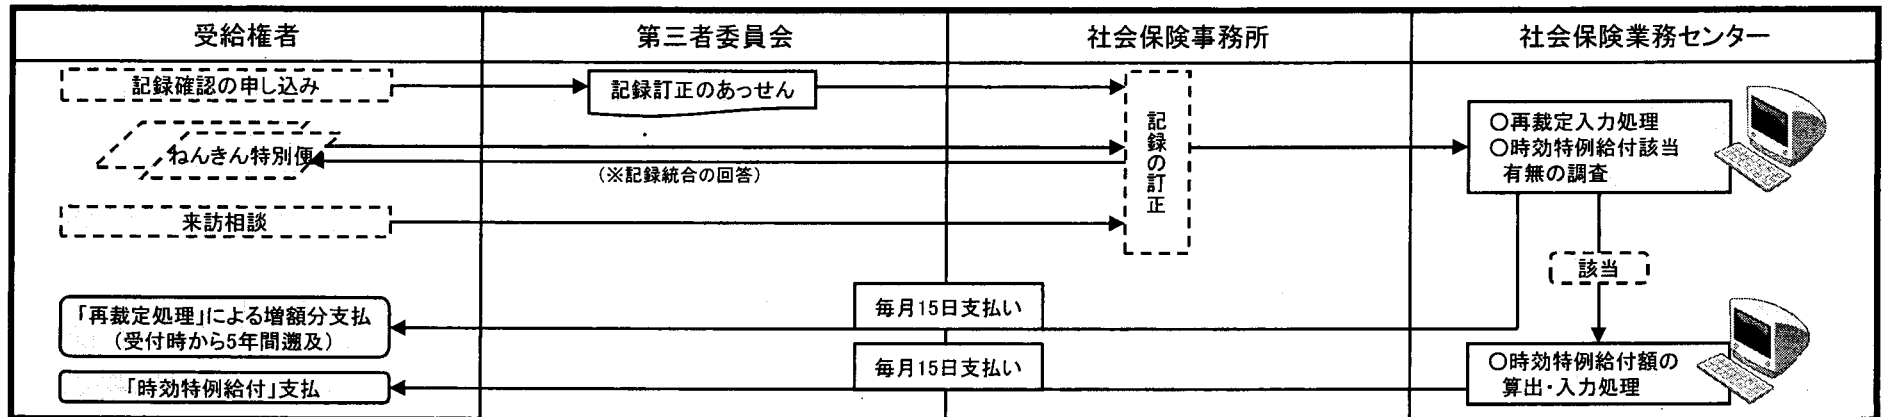 受給権者
第三者委員会
社会保険事務所
社会保険業務センター
記録確認の申し込み
記録訂正のあっせん
ねんきん特別便
(※記録統合の回答)
来訪相談
記録の訂正
○再裁定入力処理
○時効特例給付該当
有無の調査
該当
毎月15日支払い
「再裁定処理」による増額分支払
(受付時から5年間遡及)
毎月15日支払い
「時効特例給付」支払
○時効特例給付額の
算出・入力処理